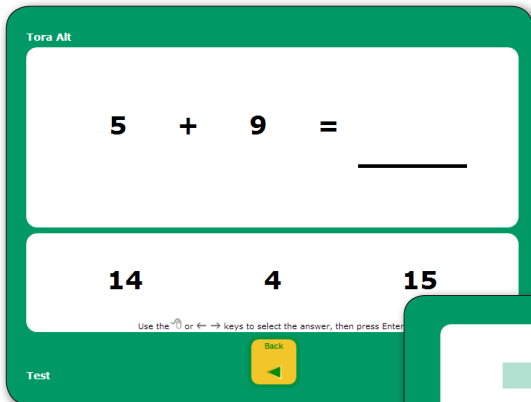 Tora Alt
5 + 9 =
14 4 15
Use the or ← → keys to select the answer, then press Enter
Back
Test